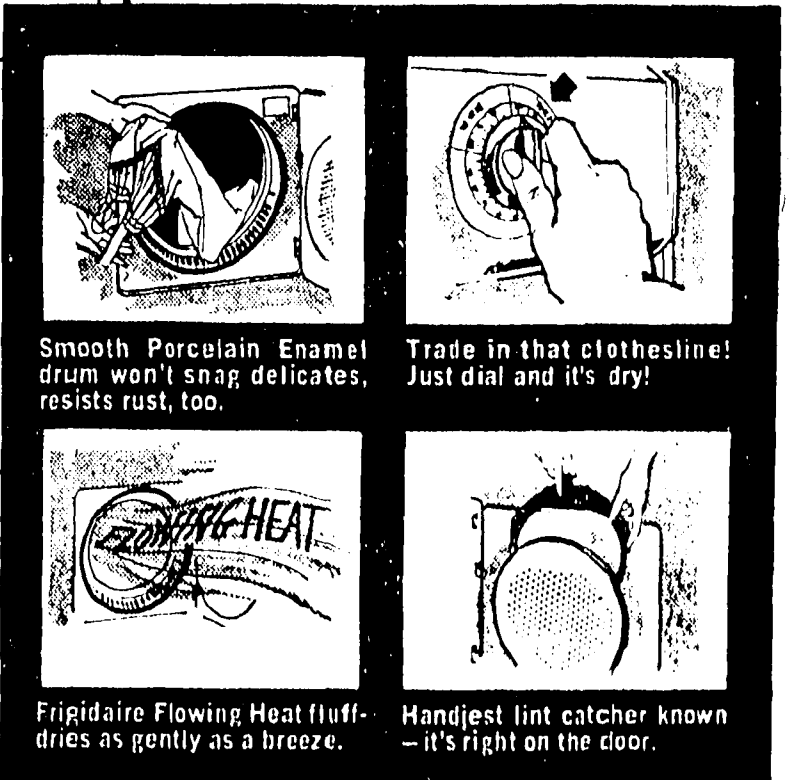 Smooth Porcelain Enamel
drum won't snag delicates,
resists rust, too.
Trade in that clothesline!
Just dial and it's dry!
FLOWING HEAT
Frigidaire Flowing Heat fluff-
dries as gently as a breeze.
Handiest lint catcher known
– it's right on the door.